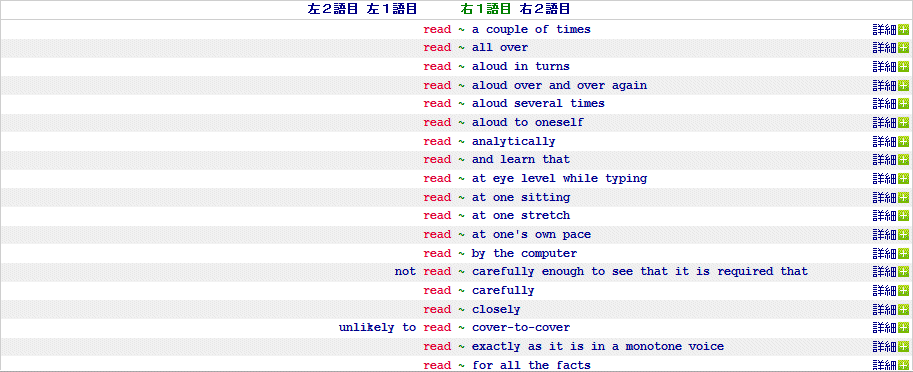 左２語目 左１語目 右１語目 右２語目
read ~ a couple of times 詳細
read ~ all over 詳細
read ~ aloud in turns 詳細
read ~ aloud over and over again 詳細
read ~ aloud several times 詳細
read ~ aloud to oneself 詳細
read ~ analytically 詳細
read ~ and learn that 詳細
read ~ at eye level while typing 詳細
read ~ at one sitting 詳細
read ~ at one stretch 詳細
read ~ at one's own pace 詳細
read ~ by the computer 詳細
not read ~ carefully enough to see that it is required that 詳細
read ~ carefully 詳細
read ~ closely 詳細
unlikely to read ~ cover-to-cover 詳細
read ~ exactly as it is in a monotone voice 詳細
read ~ for all the facts 詳細